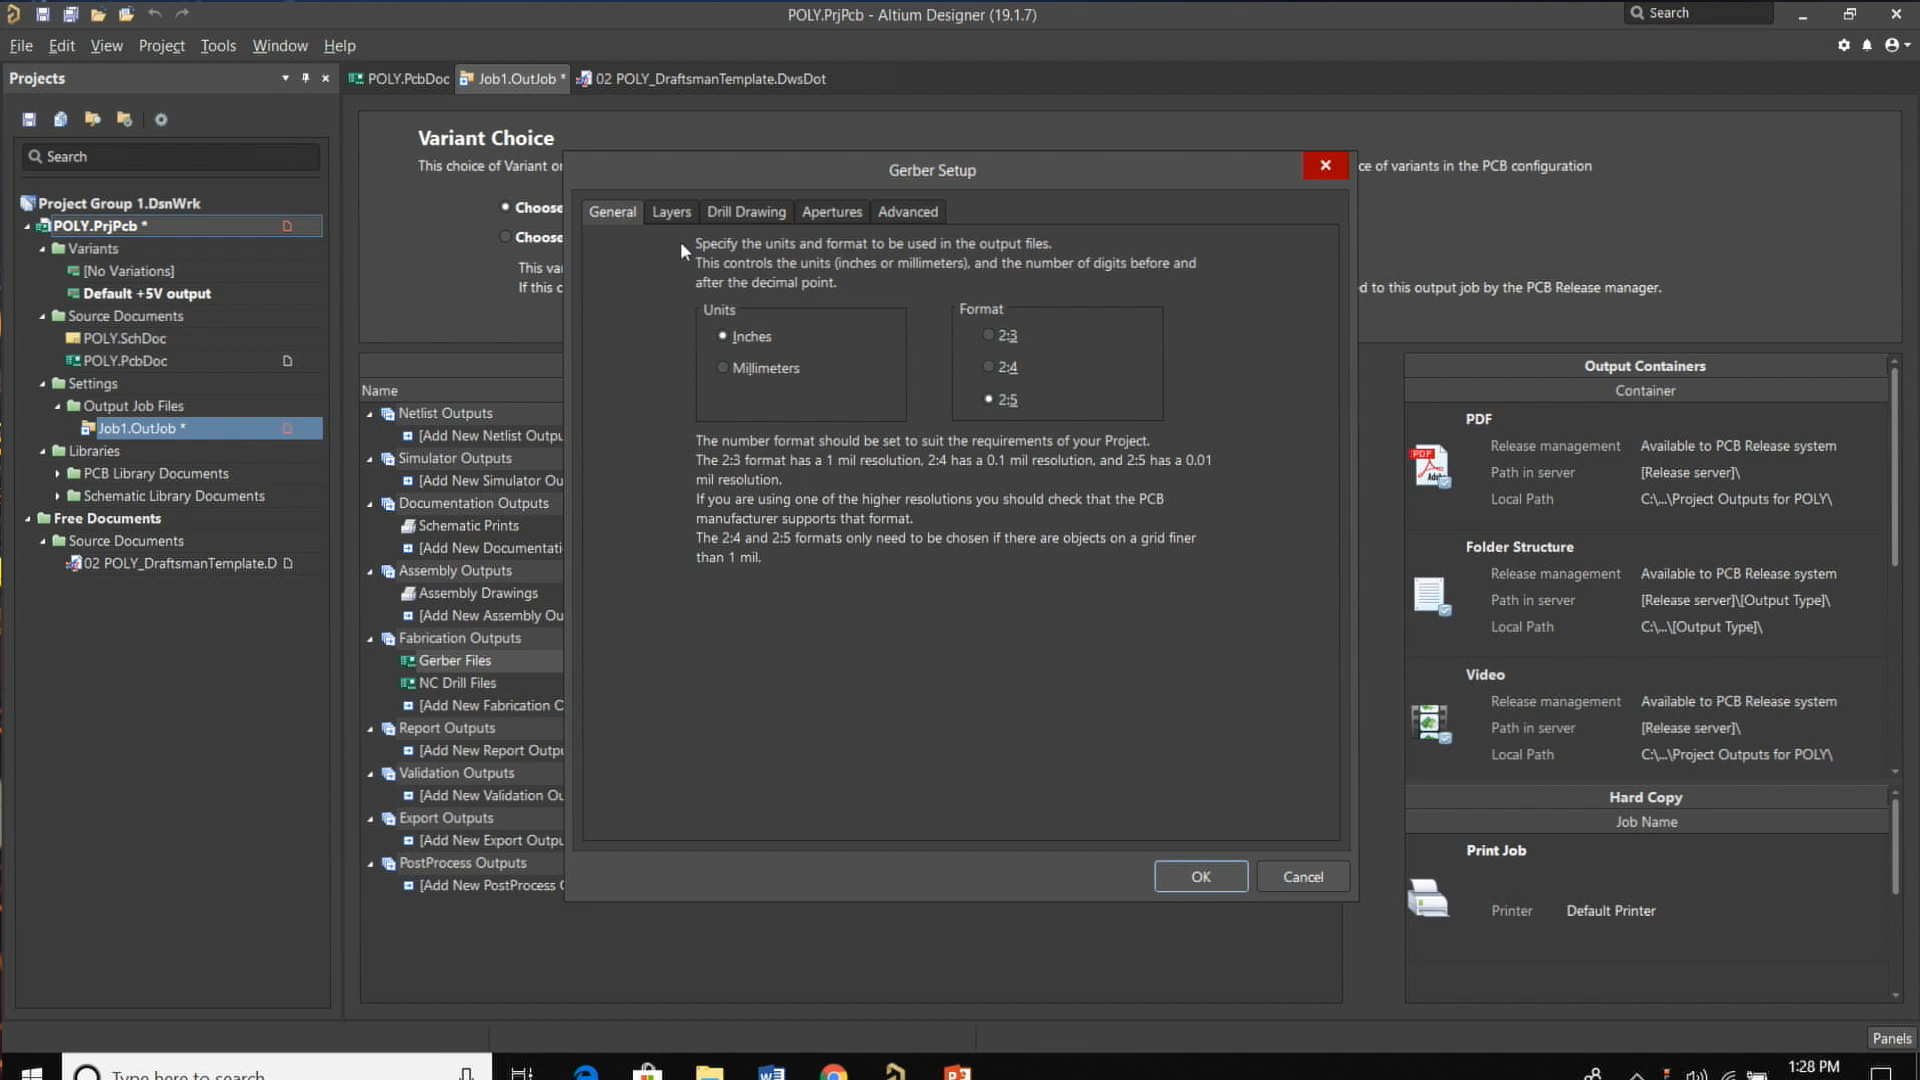 POLY.PrjPcb - Altium Designer (19.1.7)
Search
File Edit View Project Tools Window Help
Projects
POLY.PcbDoc
Job1.OutJob *
02 POLY_DraftsmanTemplate.DwsDot
Search
Project Group 1.DsnWrk
POLY.PrjPcb *
Variants
[No Variations]
Default +5V output
Source Documents
POLY.SchDoc
POLY.PcbDoc
Settings
Output Job Files
Job1.OutJob *
Libraries
PCB Library Documents
Schematic Library Documents
Free Documents
Source Documents
02 POLY_DraftsmanTemplate.D
Variant Choice
This choice of Variant or
ce of variants in the PCB configuration
Choose
Choose
This va
If this c
d to this output job by the PCB Release manager.
Name
Netlist Outputs
[Add New Netlist Outpu
Simulator Outputs
[Add New Simulator Ou
Documentation Outputs
Schematic Prints
[Add New Documentati
Assembly Outputs
Assembly Drawings
[Add New Assembly Ou
Fabrication Outputs
Gerber Files
NC Drill Files
[Add New Fabrication O
Report Outputs
[Add New Report Outpu
Validation Outputs
[Add New Validation Ou
Export Outputs
[Add New Export Outpu
PostProcess Outputs
[Add New PostProcess O
Gerber Setup
General Layers Drill Drawing Apertures Advanced
Specify the units and format to be used in the output files.
This controls the units (inches or millimeters), and the number of digits before and
after the decimal point.
Units
Inches
Millimeters
Format
2:3
2:4
2:5
The number format should be set to suit the requirements of your Project.
The 2:3 format has a 1 mil resolution, 2:4 has a 0.1 mil resolution, and 2:5 has a 0.01
mil resolution.
If you are using one of the higher resolutions you should check that the PCB
manufacturer supports that format.
The 2:4 and 2:5 formats only need to be chosen if there are objects on a grid finer
than 1 mil.
OK
Cancel
Output Containers
Container
PDF
Release management Available to PCB Release system
Path in server [Release server]\
Local Path C:\...\Project Outputs for POLY\
Folder Structure
Release management Available to PCB Release system
Path in server [Release server]\[Output Type]\
Local Path C:\...\[Output Type]\
Video
Release management Available to PCB Release system
Path in server [Release server]\
Local Path C:\...\Project Outputs for POLY\
Hard Copy
Job Name
Print Job
Printer Default Printer
Panels
Type here to search
1:28 PM